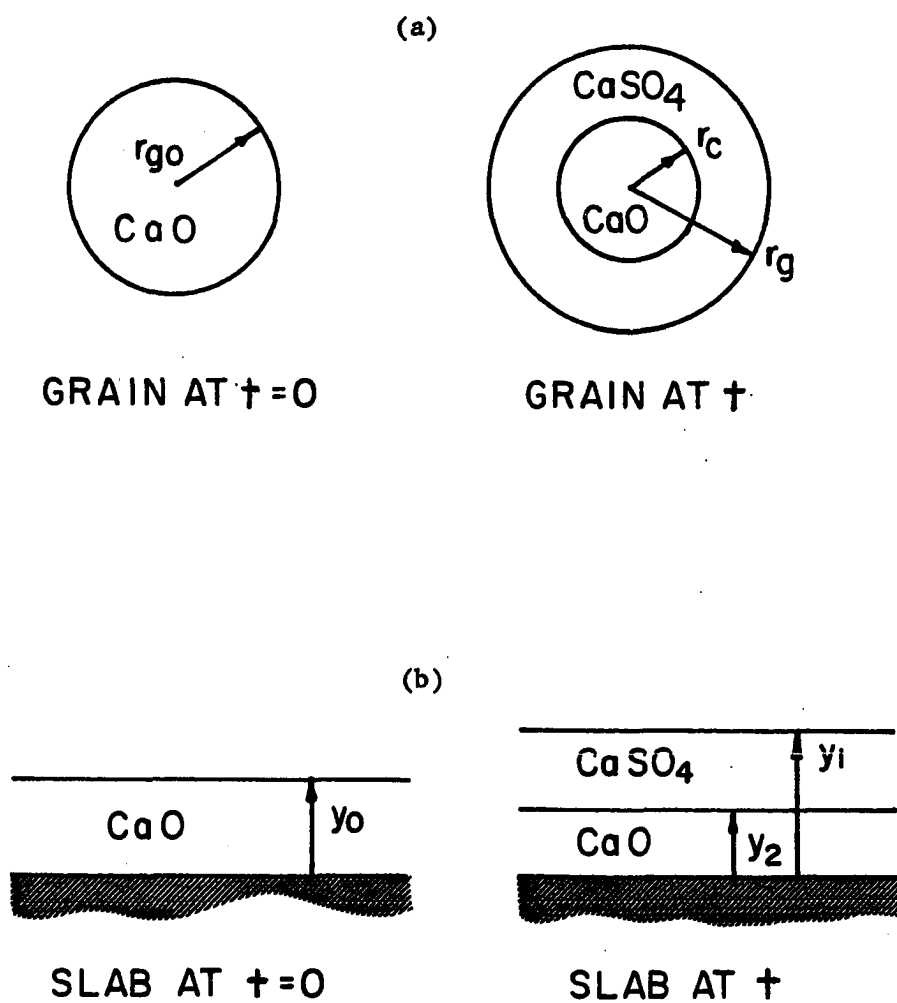 (a)
rgo
CaO
CaSO4
rc
CaO
rg
GRAIN AT t=0
GRAIN AT t
(b)
CaO
yo
CaSO4
y1
CaO
y2
SLAB AT t=0
SLAB AT t